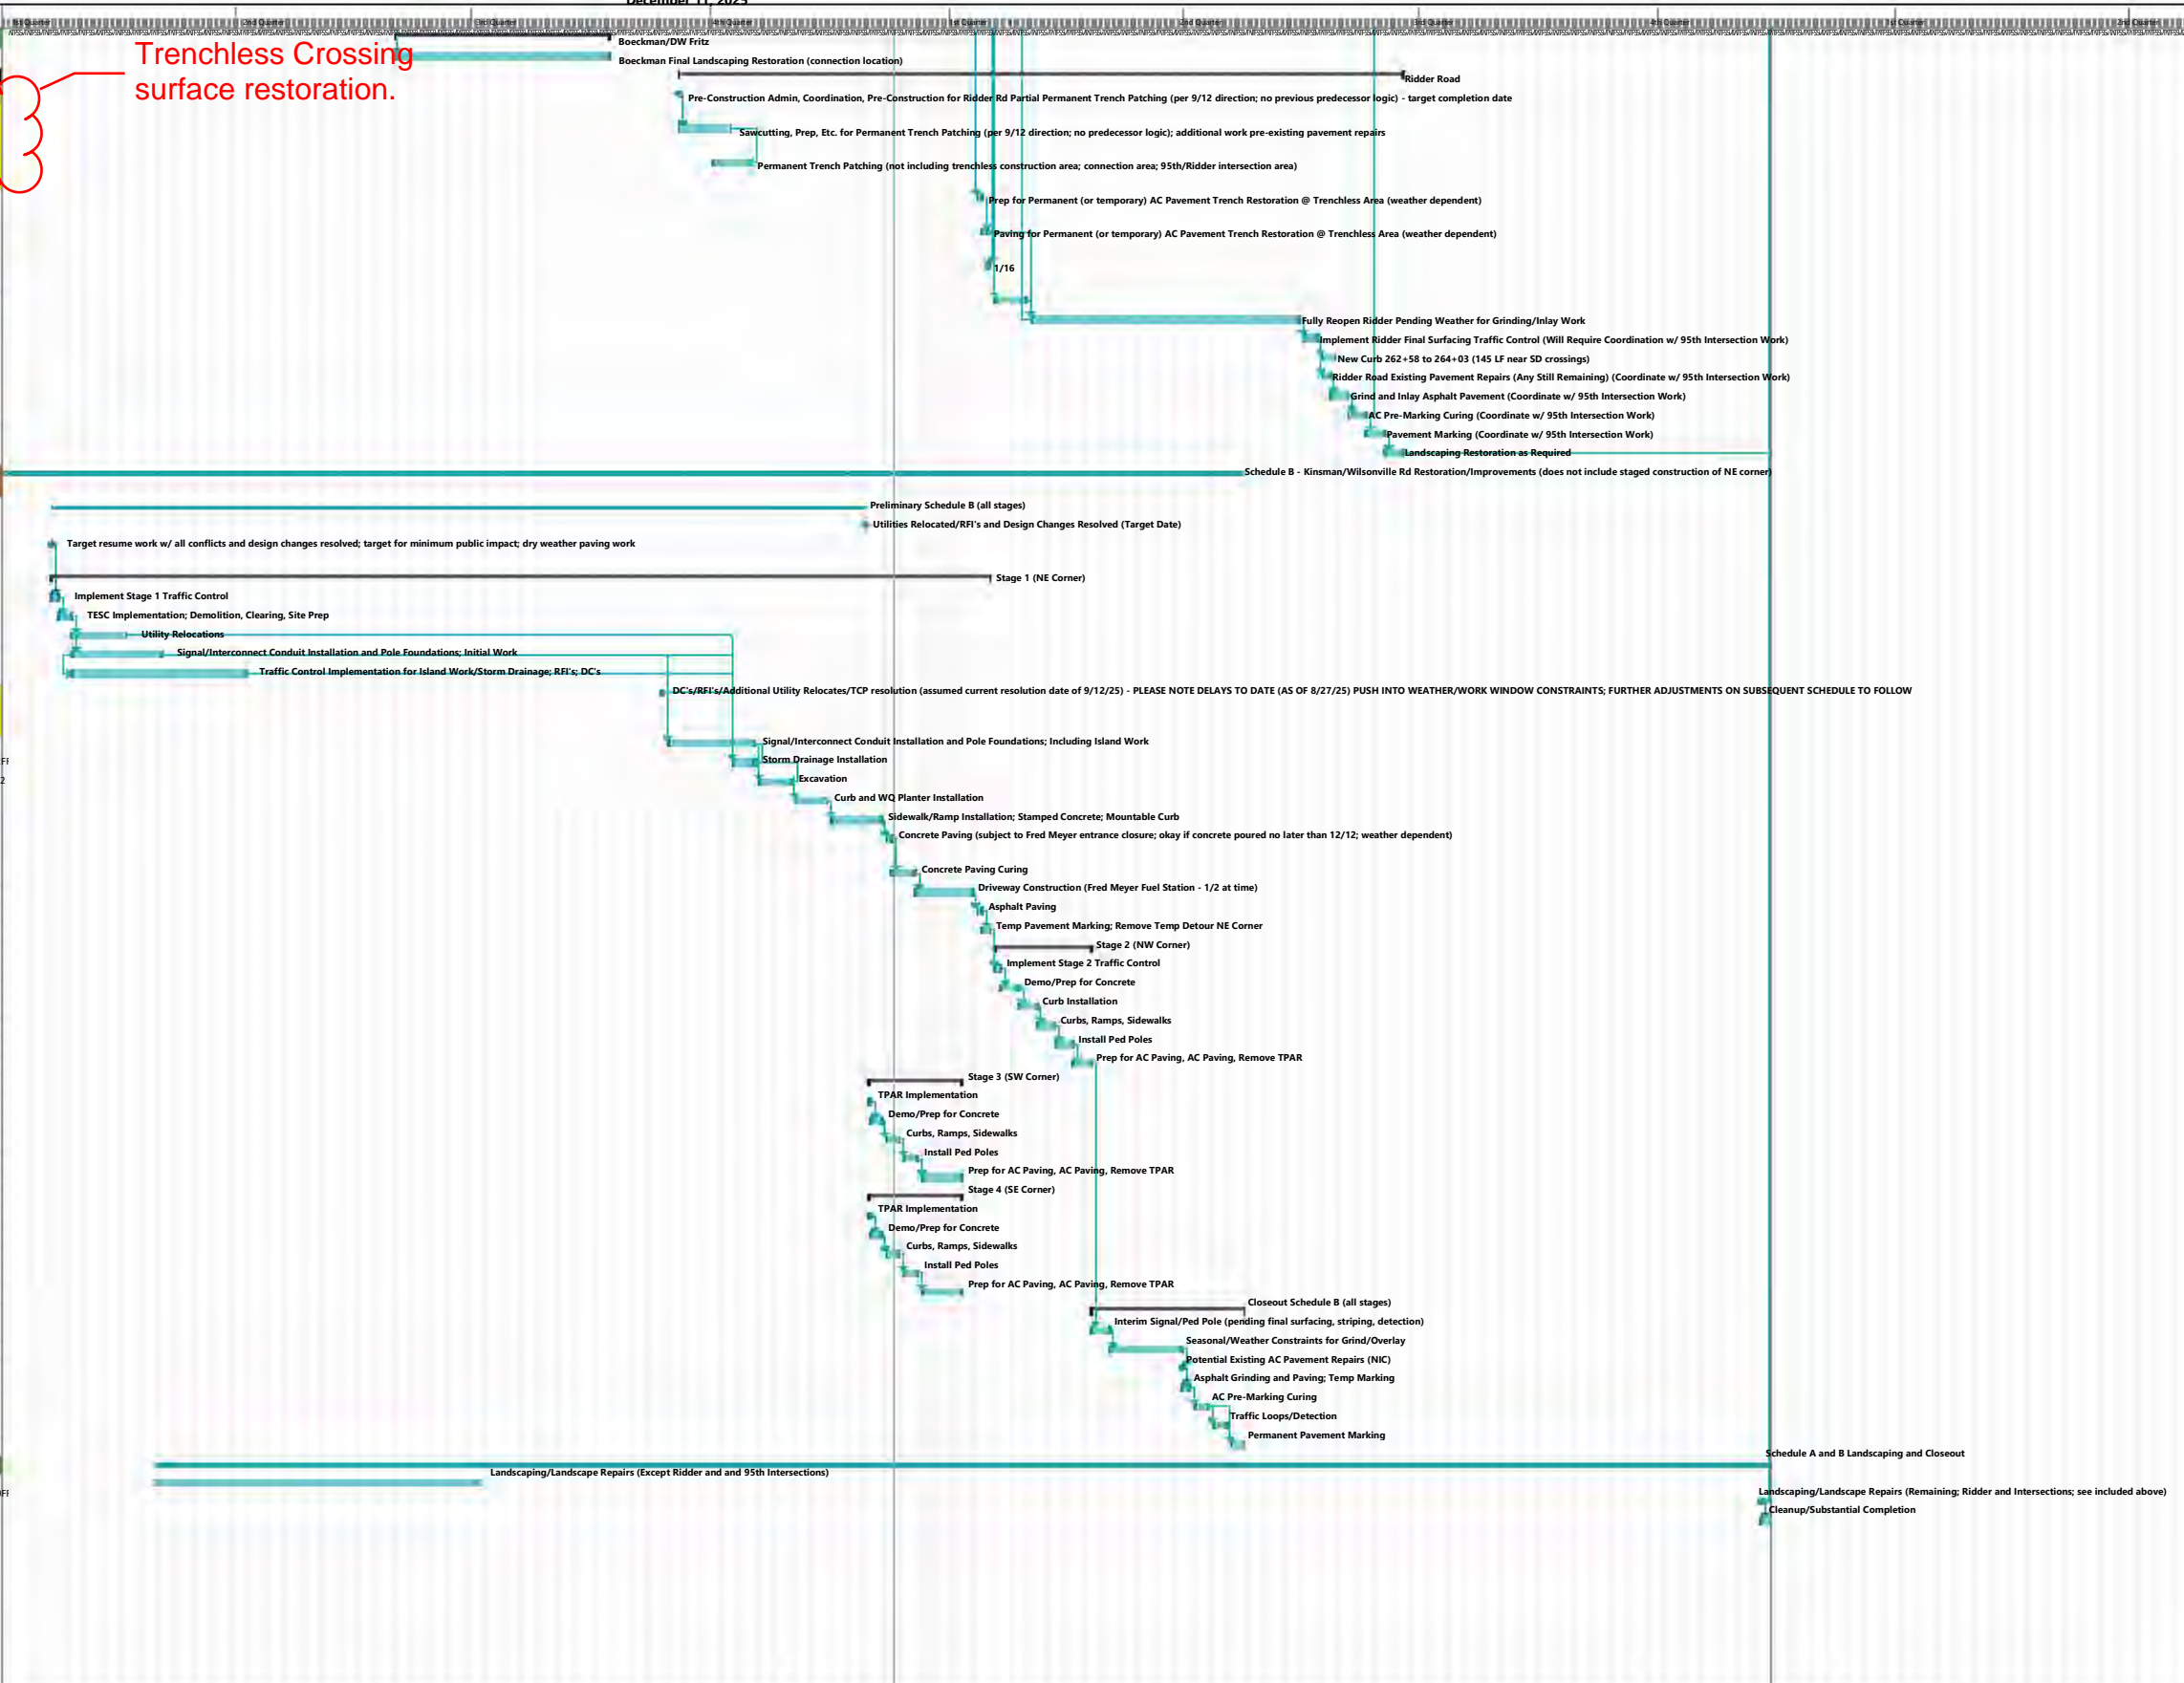 December 11, 2025
1st Quarter 2nd Quarter 3rd Quarter 4th Quarter 1st Quarter 2nd Quarter 3rd Quarter 4th Quarter 1st Quarter 2nd Quarter
Trenchless Crossing
surface restoration.
Boeckman/DW Fritz
Boeckman Final Landscaping Restoration (connection location)
Ridder Road
Pre-Construction Admin, Coordination, Pre-Construction for Ridder Rd Partial Permanent Trench Patching (per 9/12 direction; no previous predecessor logic) - target completion date
Sawcutting, Prep, Etc. for Permanent Trench Patching (per 9/12 direction; no predecessor logic); additional work pre-existing pavement repairs
Permanent Trench Patching (not including trenchless construction area; connection area; 95th/Ridder intersection area)
Prep for Permanent (or temporary) AC Pavement Trench Restoration @ Trenchless Area (weather dependent)
Paving for Permanent (or temporary) AC Pavement Trench Restoration @ Trenchless Area (weather dependent)
1/16
Fully Reopen Ridder Pending Weather for Grinding/Inlay Work
Implement Ridder Final Surfacing Traffic Control (Will Require Coordination w/ 95th Intersection Work)
New Curb 262+58 to 264+03 (145 LF near SD crossings)
Ridder Road Existing Pavement Repairs (Any Still Remaining) (Coordinate w/ 95th Intersection Work)
Grind and Inlay Asphalt Pavement (Coordinate w/ 95th Intersection Work)
AC Pre-Marking Curing (Coordinate w/ 95th Intersection Work)
Pavement Marking (Coordinate w/ 95th Intersection Work)
Landscaping Restoration as Required
Schedule B - Kinsman/Wilsonville Rd Restoration/Improvements (does not include staged construction of NE corner)
Preliminary Schedule B (all stages)
Utilities Relocated/RFI's and Design Changes Resolved (Target Date)
Target resume work w/ all conflicts and design changes resolved; target for minimum public impact; dry weather paving work
Stage 1 (NE Corner)
Implement Stage 1 Traffic Control
TESC Implementation; Demolition, Clearing, Site Prep
Utility Relocations
Signal/Interconnect Conduit Installation and Pole Foundations; Initial Work
Traffic Control Implementation for Island Work/Storm Drainage; RFI's; DC's
DC's/RFI's/Additional Utility Relocates/TCP resolution (assumed current resolution date of 9/12/25) - PLEASE NOTE DELAYS TO DATE (AS OF 8/27/25) PUSH INTO WEATHER/WORK WINDOW CONSTRAINTS; FURTHER ADJUSTMENTS ON SUBSEQUENT SCHEDULE TO FOLLOW
Signal/Interconnect Conduit Installation and Pole Foundations; Including Island Work
Storm Drainage Installation
Excavation
2
Curb and WQ Planter Installation
Sidewalk/Ramp Installation; Stamped Concrete; Mountable Curb
Concrete Paving (subject to Fred Meyer entrance closure; okay if concrete poured no later than 12/12; weather dependent)
Concrete Paving Curing
Driveway Construction (Fred Meyer Fuel Station - 1/2 at time)
Asphalt Paving
Temp Pavement Marking; Remove Temp Detour NE Corner
Stage 2 (NW Corner)
Implement Stage 2 Traffic Control
Demo/Prep for Concrete
Curb Installation
Curbs, Ramps, Sidewalks
Install Ped Poles
Prep for AC Paving, AC Paving, Remove TPAR
Stage 3 (SW Corner)
TPAR Implementation
Demo/Prep for Concrete
Curbs, Ramps, Sidewalks
Install Ped Poles
Prep for AC Paving, AC Paving, Remove TPAR
Stage 4 (SE Corner)
TPAR Implementation
Demo/Prep for Concrete
Curbs, Ramps, Sidewalks
Install Ped Poles
Prep for AC Paving, AC Paving, Remove TPAR
Closeout Schedule B (all stages)
Interim Signal/Ped Pole (pending final surfacing, striping, detection)
Seasonal/Weather Constraints for Grind/Overlay
Potential Existing AC Pavement Repairs (NIC)
Asphalt Grinding and Paving; Temp Marking
AC Pre-Marking Curing
Traffic Loops/Detection
Permanent Pavement Marking
Schedule A and B Landscaping and Closeout
Landscaping/Landscape Repairs (Except Ridder and and 95th Intersections)
Landscaping/Landscape Repairs (Remaining; Ridder and Intersections; see included above)
Cleanup/Substantial Completion